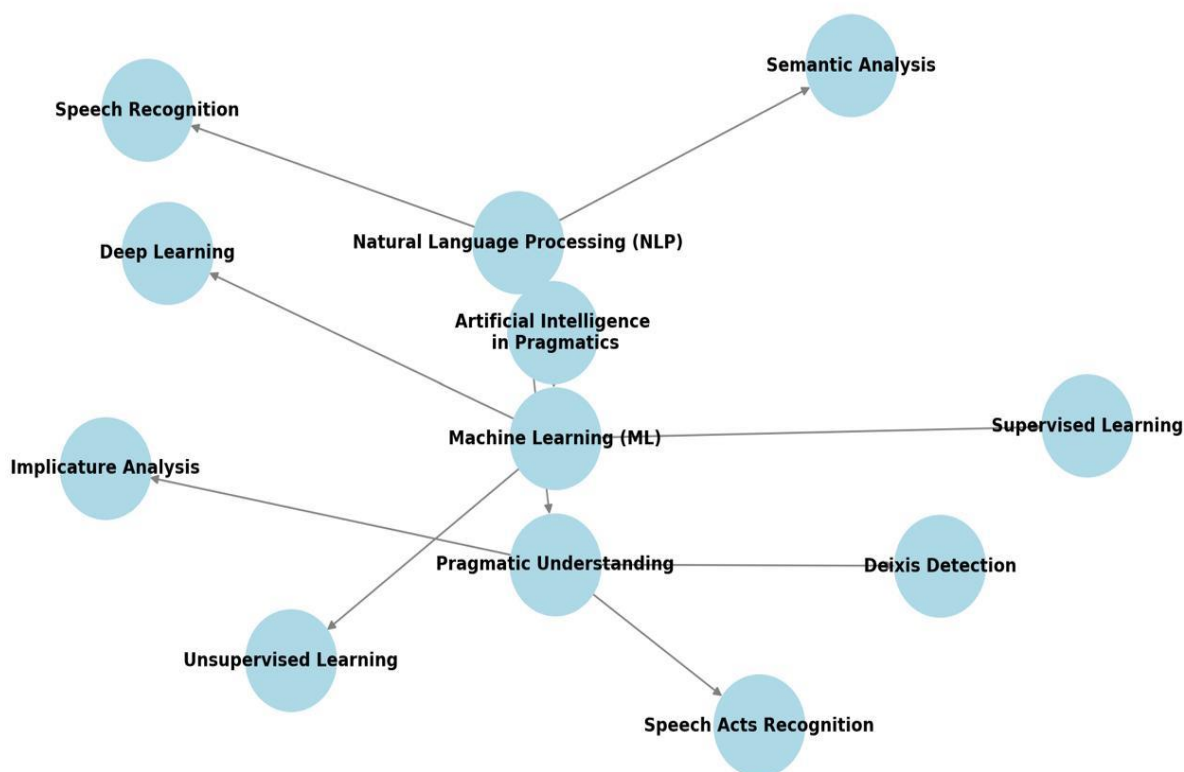 Semantic Analysis
Speech Recognition
Natural Language Processing (NLP)
Deep Learning
Artificial Intelligence
in Pragmatics
Supervised Learning
Machine Learning (ML)
Implicature Analysis
Pragmatic Understanding
Deixis Detection
Unsupervised Learning
Speech Acts Recognition